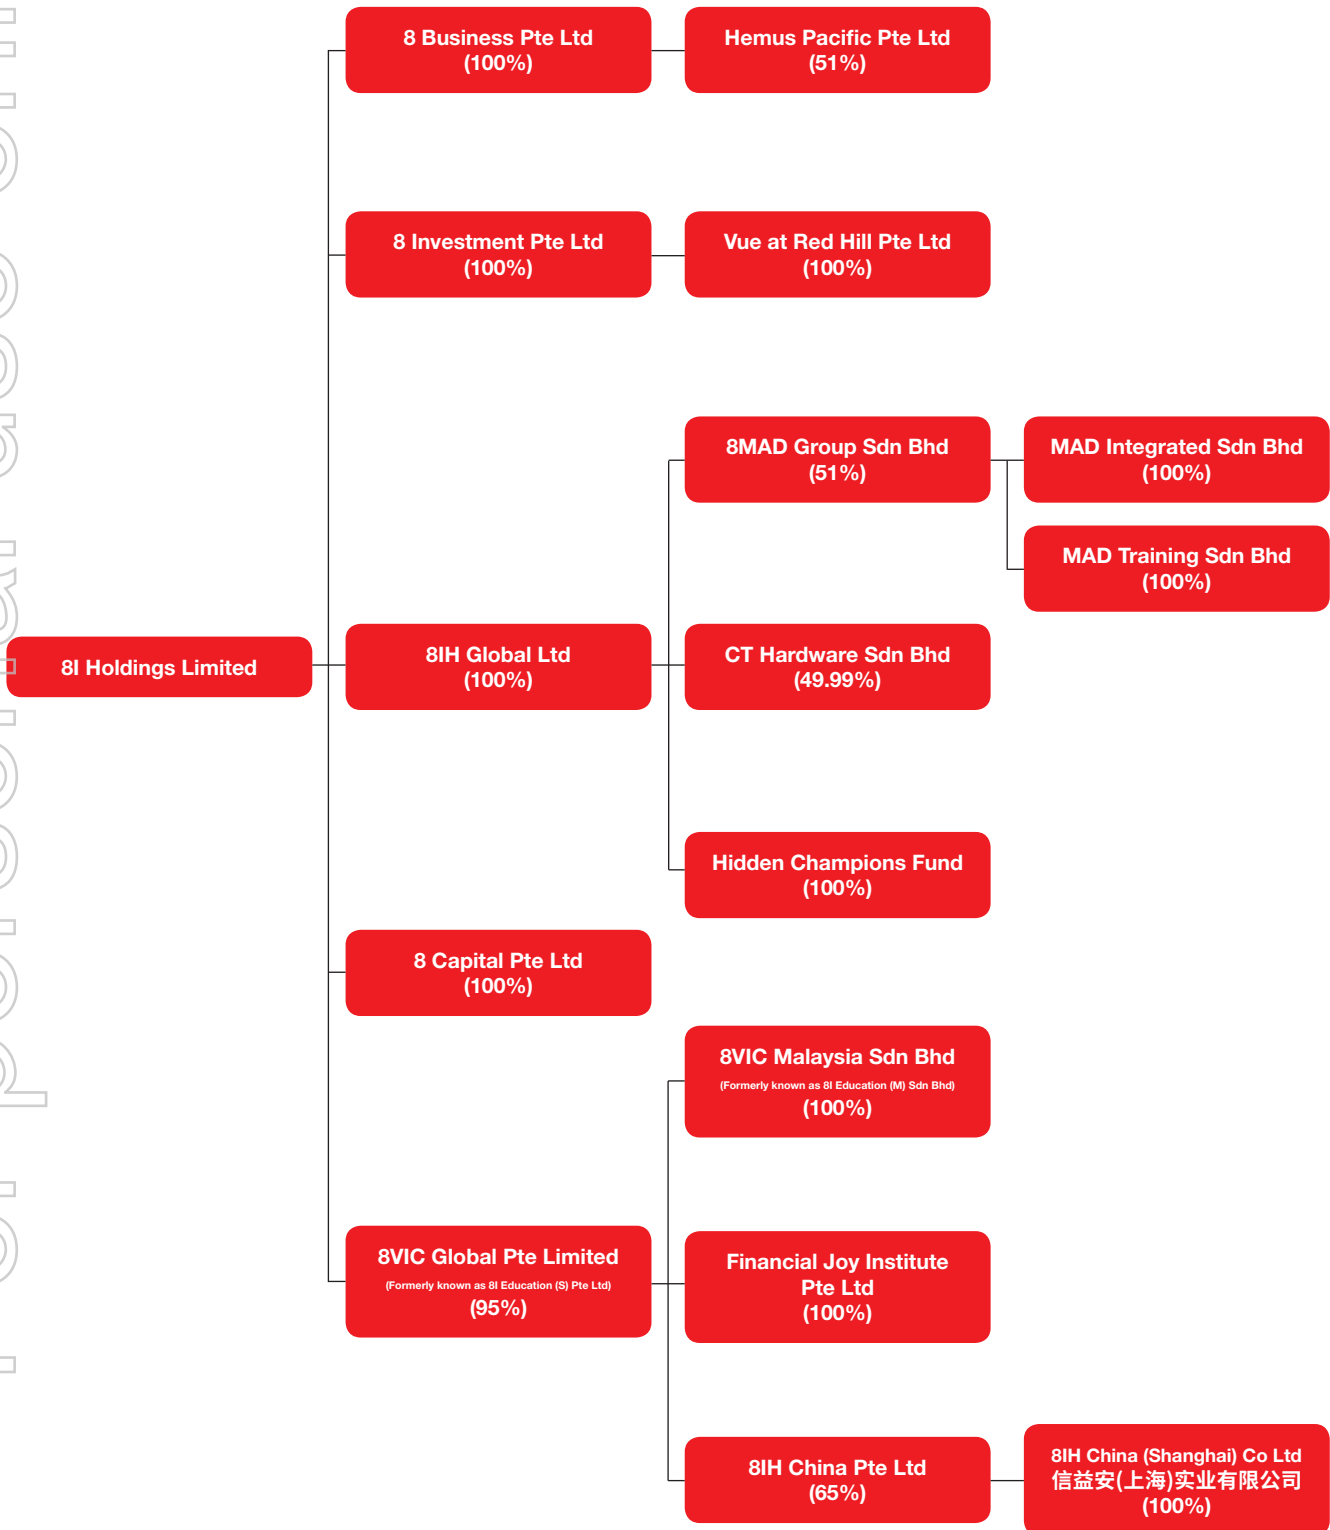 8 Business Pte Ltd
(100%)
Hemus Pacific Pte Ltd
(51%)
8 Investment Pte Ltd
(100%)
Vue at Red Hill Pte Ltd
(100%)
8MAD Group Sdn Bhd
(51%)
MAD Integrated Sdn Bhd
(100%)
MAD Training Sdn Bhd
(100%)
8I Holdings Limited
8IH Global Ltd
(100%)
CT Hardware Sdn Bhd
(49.99%)
Hidden Champions Fund
(100%)
8 Capital Pte Ltd
(100%)
8VIC Malaysia Sdn Bhd
(Formerly known as 8I Education (M) Sdn Bhd)
(100%)
8VIC Global Pte Limited
(Formerly known as 8I Education (S) Pte Ltd)
(95%)
Financial Joy Institute
Pte Ltd
(100%)
8IH China Pte Ltd
(65%)
8IH China (Shanghai) Co Ltd
信益安(上海)实业有限公司
(100%)